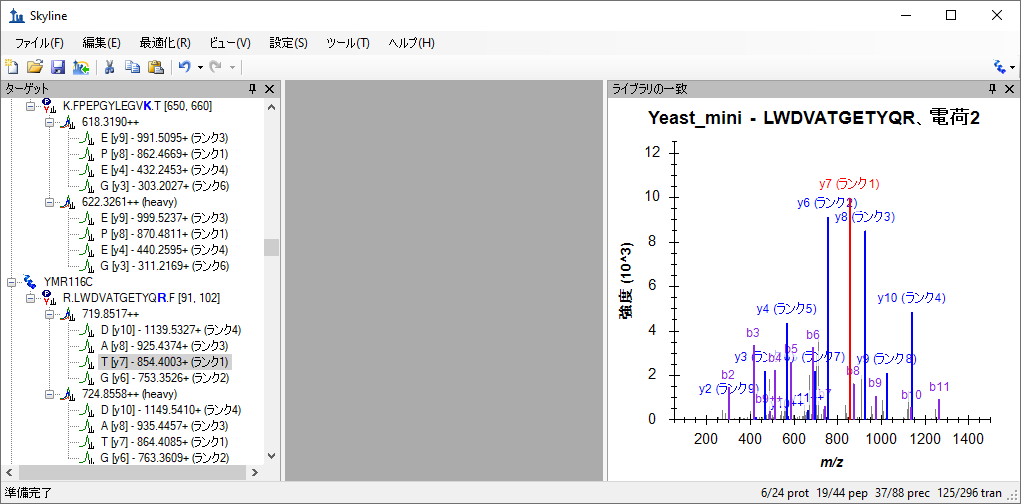 Skyline
ファイル(F) 編集(E) 最適化(R) ビュー(V) 設定(S) ツール(T) ヘルプ(H)
ターゲット
K.FPEPGYLEGVK.T [650, 660]
618.3190++
E [y9] - 991.5095+ (ランク3)
P [y8] - 862.4669+ (ランク1)
E [y4] - 432.2453+ (ランク4)
G [y3] - 303.2027+ (ランク6)
622.3261++ (heavy)
E [y9] - 999.5237+ (ランク3)
P [y8] - 870.4811+ (ランク1)
E [y4] - 440.2595+ (ランク4)
G [y3] - 311.2169+ (ランク6)
YMR116C
R.LWDVATGETYQR.F [91, 102]
719.8517++
D [y10] - 1139.5327+ (ランク4)
A [y8] - 925.4374+ (ランク3)
T [y7] - 854.4003+ (ランク1)
G [y6] - 753.3526+ (ランク2)
724.8558++ (heavy)
D [y10] - 1149.5410+ (ランク4)
A [y8] - 935.4457+ (ランク3)
T [y7] - 864.4085+ (ランク1)
G [y6] - 763.3609+ (ランク2)
ライブラリの一致
Yeast_mini - LWDVATGETYQR、電荷2
強度 (10^3)
12
10
8
6
4
2
0
y7 (ランク1)
y6 (ランク2)
y8 (ランク3)
y10 (ランク4)
y4 (ランク5)
b3
b6
b5
y9 (ランク8)
b4
b2
b8
b9
b10
b11
y2 (ランク9)
200 400 600 800 1000 1200 1400
m/z
準備完了
6/24 prot 19/44 pep 37/88 prec 125/296 tran